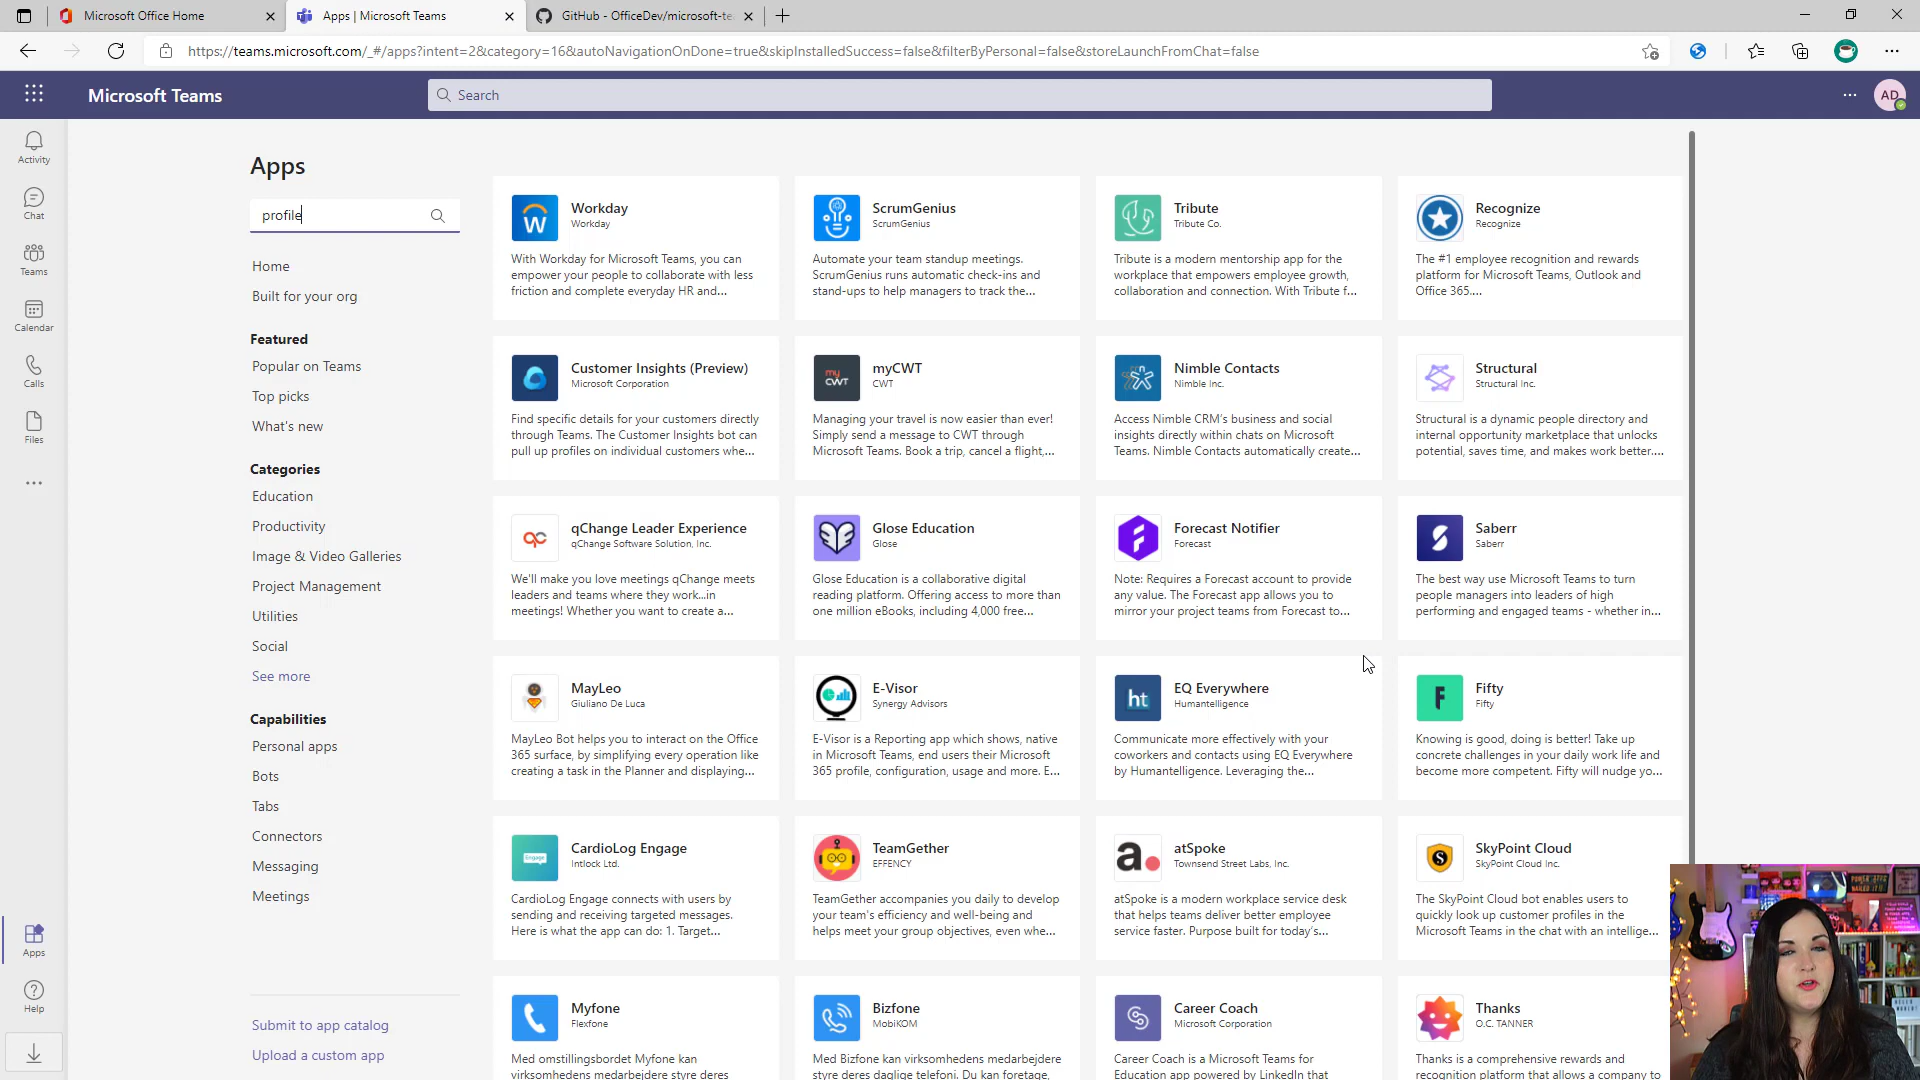 Microsoft Office Home
Apps | Microsoft Teams
GitHub - OfficeDev/microsoft-te
https://teams.microsoft.com/_#/apps?intent=2&category=16&autoNavigationOnDone=true&skipInstalledSuccess=false&filterByPersonal=false&storeLaunchFromChat=false
Microsoft Teams
Search
AD
Activity
Chat
Teams
Calendar
Calls
Files
Apps
Help
Apps
profile
Home
Built for your org
Featured
Popular on Teams
Top picks
What's new
Categories
Education
Productivity
Image & Video Galleries
Project Management
Utilities
Social
See more
Capabilities
Personal apps
Bots
Tabs
Connectors
Messaging
Meetings
Submit to app catalog
Upload a custom app
Workday
Workday
With Workday for Microsoft Teams, you can
empower your people to collaborate with less
friction and complete everyday HR and...
ScrumGenius
ScrumGenius
Automate your team standup meetings.
ScrumGenius runs automatic check-ins and
stand-ups to help managers to track the...
Tribute
Tribute Co.
Tribute is a modern mentorship app for the
workplace that empowers employee growth,
collaboration and connection. With Tribute f...
Recognize
Recognize
The #1 employee recognition and rewards
platform for Microsoft Teams, Outlook and
Office 365....
Customer Insights (Preview)
Microsoft Corporation
Find specific details for your customers directly
through Teams. The Customer Insights bot can
pull up profiles on individual customers whe...
my
CWT
myCWT
CWT
Managing your travel is now easier than ever!
Simply send a message to CWT through
Microsoft Teams. Book a trip, cancel a flight,...
Nimble Contacts
Nimble Inc.
Access Nimble CRM's business and social
insights directly within chats on Microsoft
Teams. Nimble Contacts automatically create...
Structural
Structural Inc.
Structural is a dynamic people directory and
internal opportunity marketplace that unlocks
potential, saves time, and makes work better....
qChange Leader Experience
qChange Software Solution, Inc.
We'll make you love meetings qChange meets
leaders and teams where they work...in
meetings! Whether you want to create a...
Glose Education
Glose
Glose Education is a collaborative digital
reading platform. Offering access to more than
one million eBooks, including 4,000 free...
Forecast Notifier
Forecast
Note: Requires a Forecast account to provide
any value. The Forecast app allows you to
mirror your project teams from Forecast to...
Saberr
Saberr
The best way use Microsoft Teams to turn
people managers into leaders of high
performing and engaged teams - whether in...
MayLeo
Giuliano De Luca
MayLeo Bot helps you to interact on the Office
365 surface, by simplifying every operation like
creating a task in the Planner and displaying...
E-Visor
Synergy Advisors
E-Visor is a Reporting app which shows, native
in Microsoft Teams, end users their Microsoft
365 profile, configuration, usage and more. E...
ht
EQ Everywhere
Humantelligence
Communicate more effectively with your
coworkers and contacts using EQ Everywhere
by Humantelligence. Leveraging the...
Fifty
Fifty
Knowing is good, doing is better! Take up
concrete challenges in your daily work life and
become more competent. Fifty will nudge yo...
Engage
CardioLog Engage
Intlock Ltd.
CardioLog Engage connects with users by
sending and receiving targeted messages.
Here is what the app can do: 1. Target...
TeamGether
EFFENCY
TeamGether accompanies you daily to develop
your team's efficiency and well-being and
helps meet your group objectives, even whe...
a.
atSpoke
Townsend Street Labs, Inc.
atSpoke is a modern workplace service desk
that helps teams deliver better employee
service faster. Purpose built for today's...
SkyPoint Cloud
SkyPoint Cloud Inc.
The SkyPoint Cloud bot enables users to
quickly look up customer profiles in the
Microsoft Teams in the chat with an intellige...
Myfone
Flexfone
Med omstillingsbordet Myfone kan
virksomhedens medarbejdere styre deres
Bizfone
MobiKOM
Med Bizfone kan virksomhedens medarbejdere
styre deres daglige telefoni. Du kan foretage,
Career Coach
Microsoft Corporation
Career Coach is a Microsoft Teams for
Education app powered by LinkedIn that
Thanks
O.C. TANNER
Thanks is a comprehensive rewards and
recognition platform that allows a company to